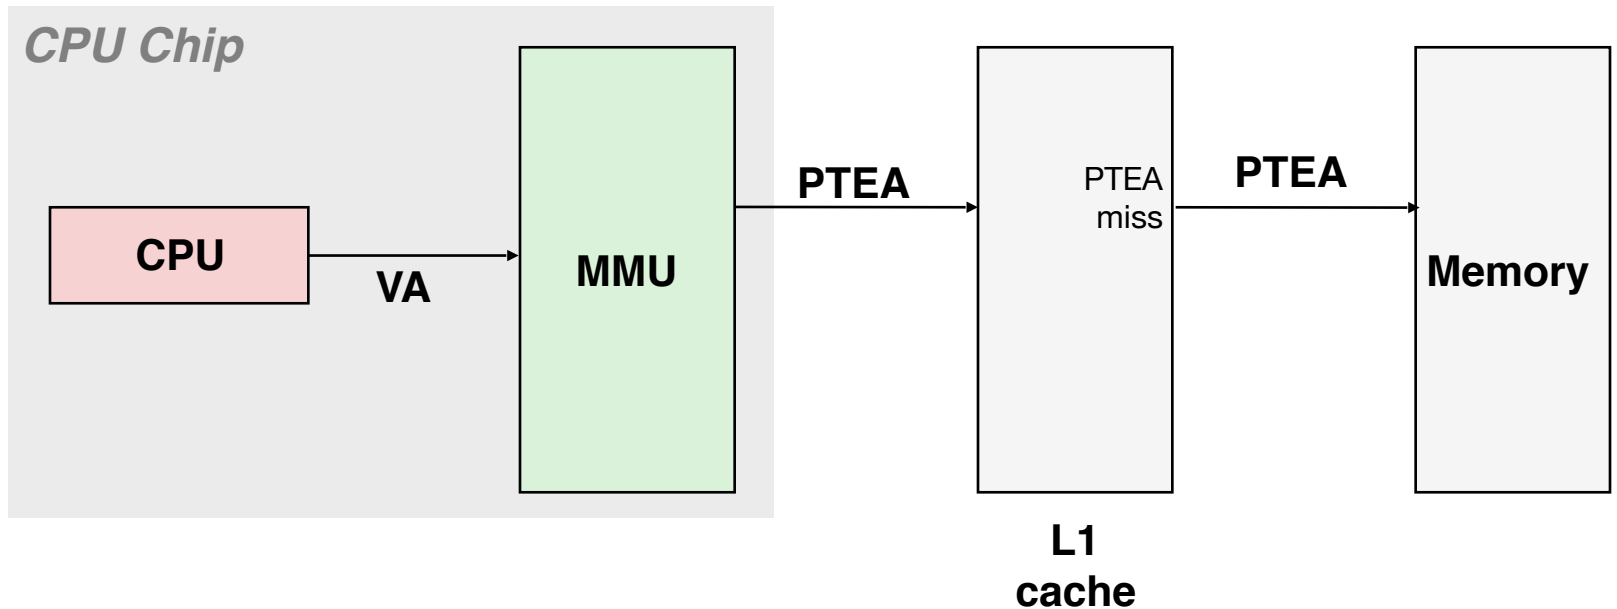 CPU Chip
CPU
VA
MMU
PTEA
PTEA
miss
PTEA
Memory
L1
cache